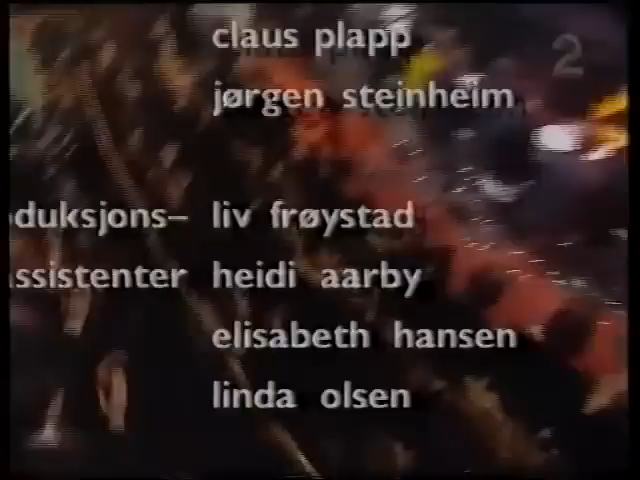 claus plapp
2
jørgen steinheim
duksjons– liv frøystad
ssistenter heidi aarby
elisabeth hansen
linda olsen